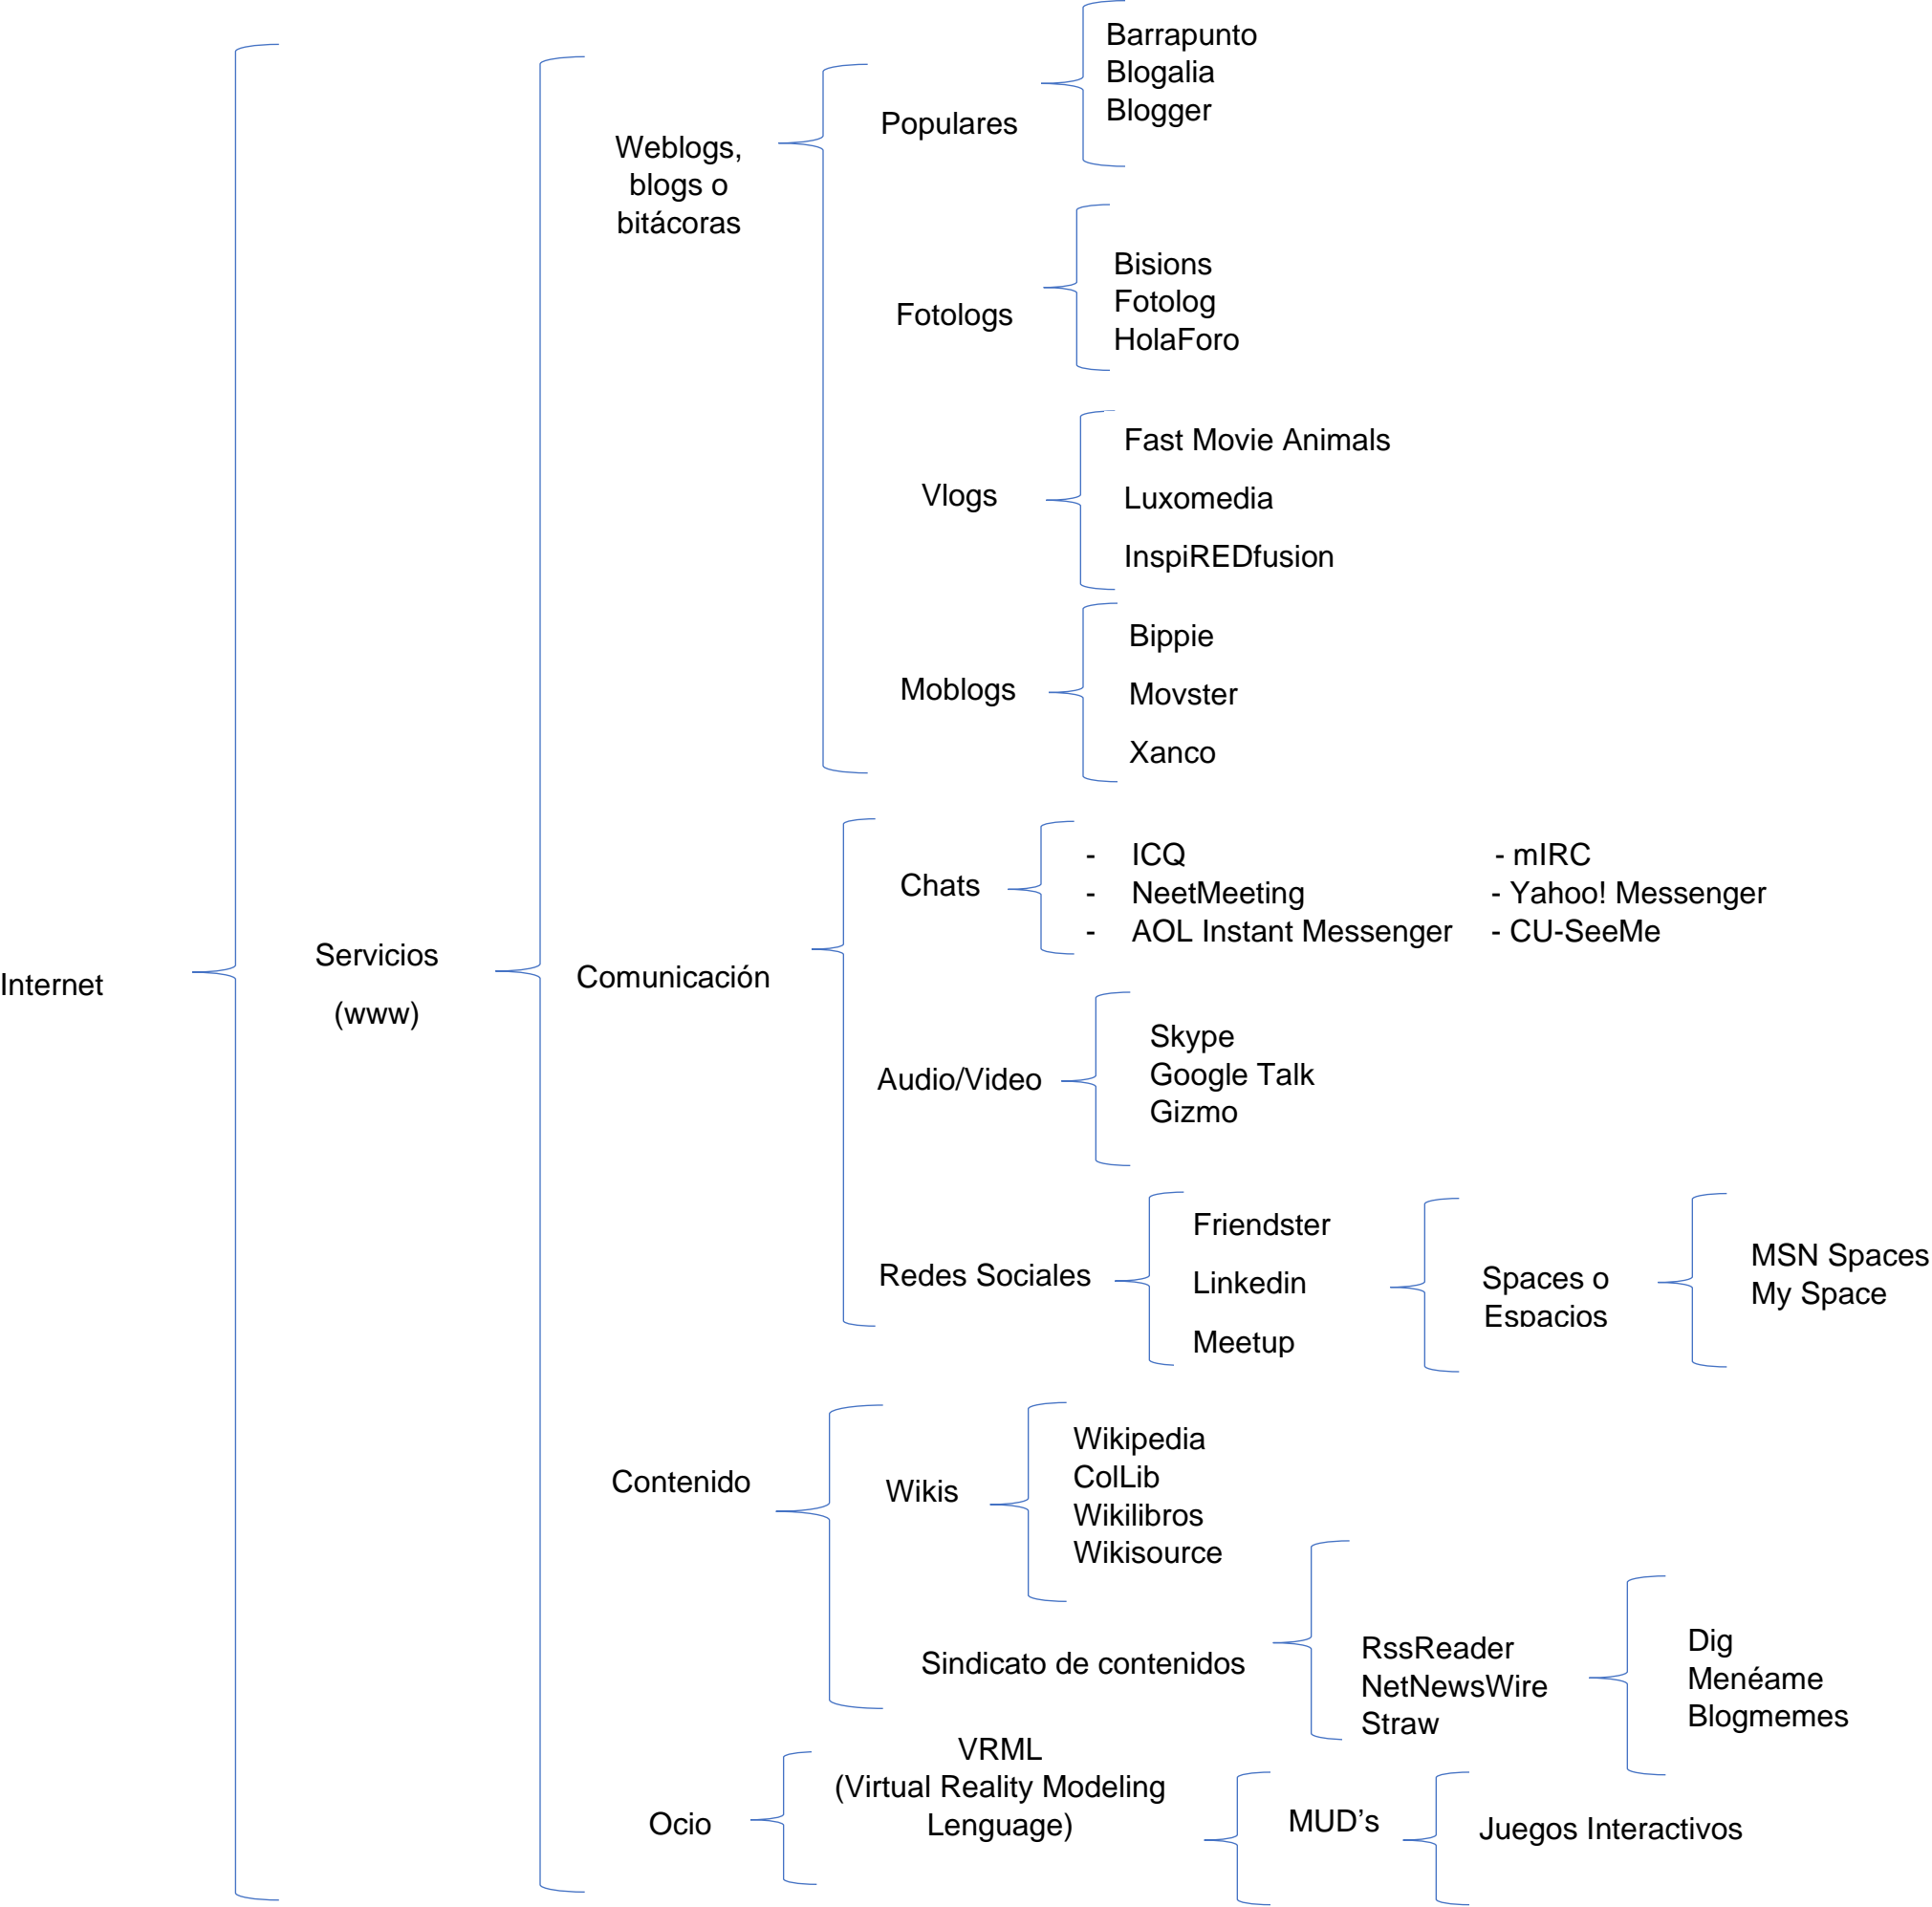 Internet
Servicios
(www)
Weblogs,
blogs o
bitácoras
Populares
Barrapunto
Blogalia
Blogger
Fotologs
Bisions
Fotolog
HolaForo
Vlogs
Fast Movie Animals
Luxomedia
InspiREDfusion
Moblogs
Bippie
Movster
Xanco
Comunicación
Chats
- ICQ - mIRC
- NeetMeeting - Yahoo! Messenger
- AOL Instant Messenger - CU-SeeMe
Audio/Video
Skype
Google Talk
Gizmo
Redes Sociales
Friendster
Linkedin
Meetup
Spaces o
Espacios
MSN Spaces
My Space
Contenido
Wikis
Wikipedia
ColLib
Wikilibros
Wikisource
Sindicato de contenidos
RssReader
NetNewsWire
Straw
Dig
Menéame
Blogmemes
Ocio
VRML
(Virtual Reality Modeling
Lenguage)
MUD’s
Juegos Interactivos